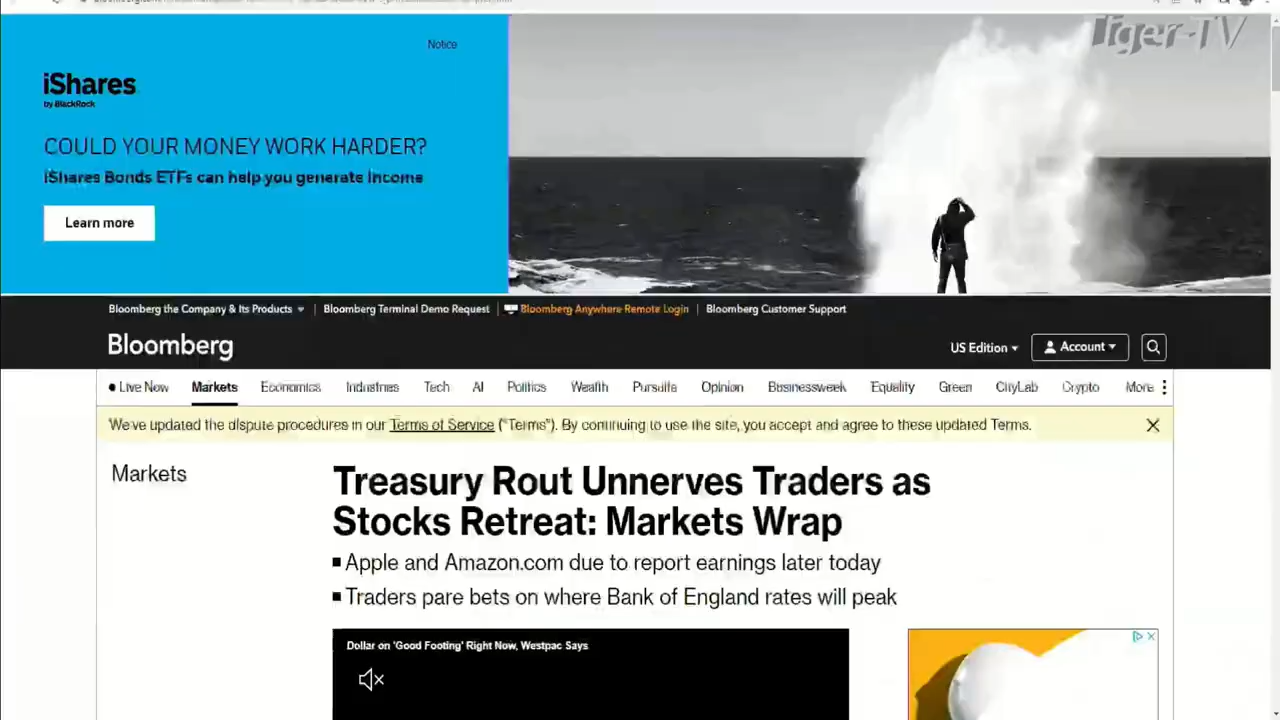 Tiger-TV
Notice
iShares
by BlackRock
COULD YOUR MONEY WORK HARDER?
iShares Bonds ETFs can help you generate income
Learn more
Bloomberg the Company & Its Products
Bloomberg Terminal Demo Request
Bloomberg Anywhere Remote Login
Bloomberg Customer Support
Bloomberg
US Edition
Account
Live Now Markets Economics Industries Tech AI Politics Wealth Pursuits Opinion Businessweek Equality Green CityLab Crypto More
We've updated the dispute procedures in our Terms of Service ("Terms"). By continuing to use the site, you accept and agree to these updated Terms.
Markets
Treasury Rout Unnerves Traders as
Stocks Retreat: Markets Wrap
Apple and Amazon.com due to report earnings later today
Traders pare bets on where Bank of England rates will peak
Dollar on 'Good Footing' Right Now, Westpac Says